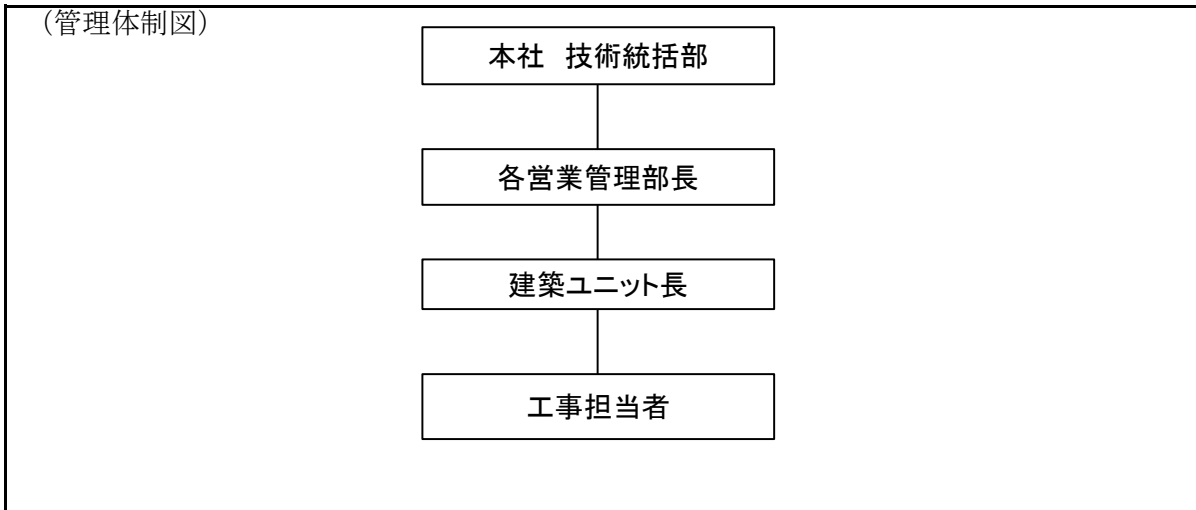 (管理体制図)
本社　技術統括部
各営業管理部長
建築ユニット長
工事担当者